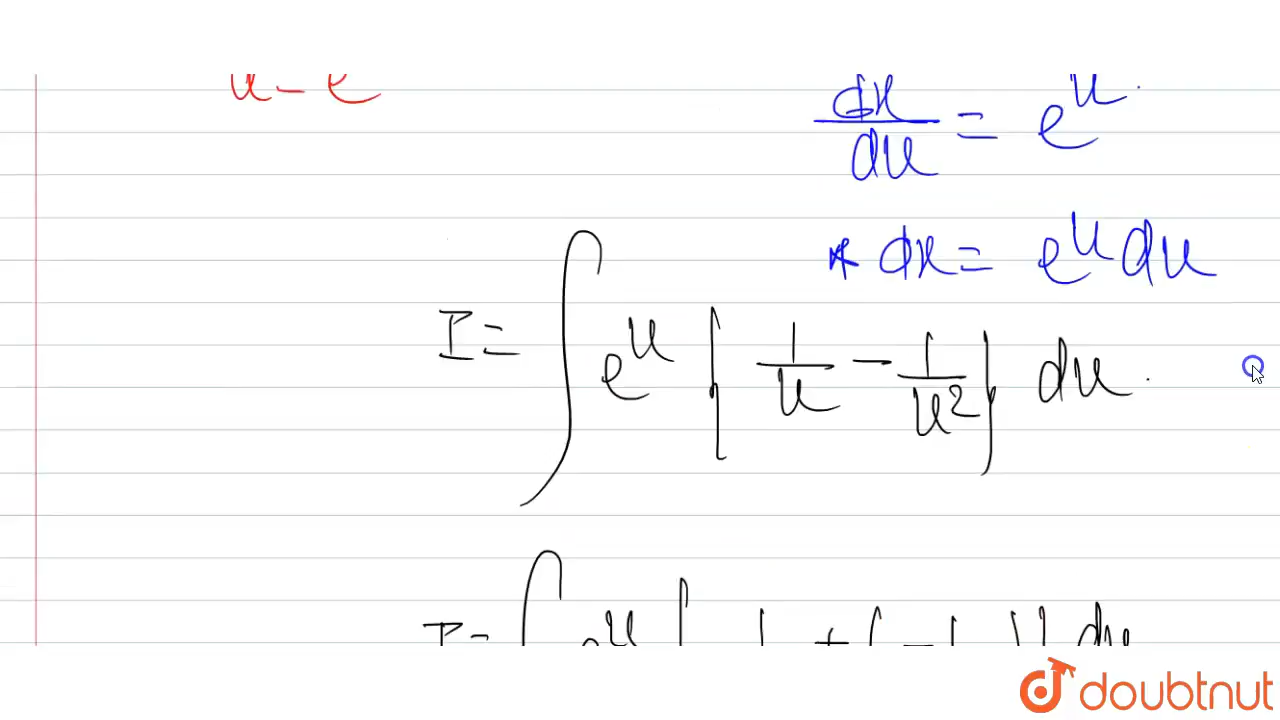 dx/du = e^u
* dx = e^u du
I = ∫ e^u { 1/u - 1/u² } du.
doubtnut